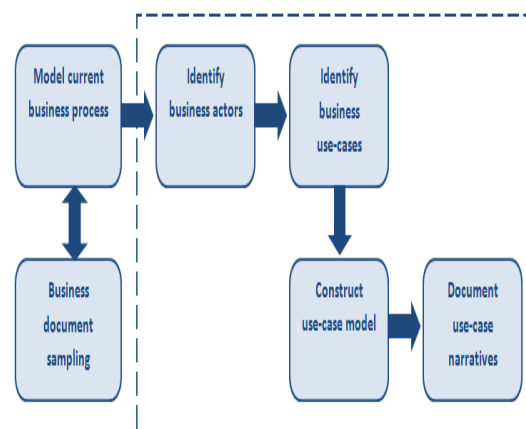 Model current
business process
Identify
business actors
Identify
business
use-cases
Business
document
sampling
Construct
use-case model
Document
use-case
narratives